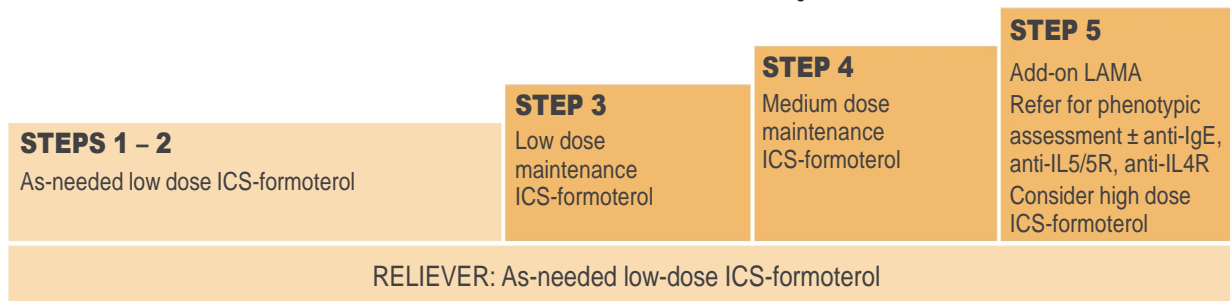 STEPS 1 – 2
As-needed low dose ICS-formoterol
STEP 3
Low dose
maintenance
ICS-formoterol
STEP 4
Medium dose
maintenance
ICS-formoterol
STEP 5
Add-on LAMA
Refer for phenotypic
assessment ± anti-IgE,
anti-IL5/5R, anti-IL4R
Consider high dose
ICS-formoterol
RELIEVER: As-needed low-dose ICS-formoterol